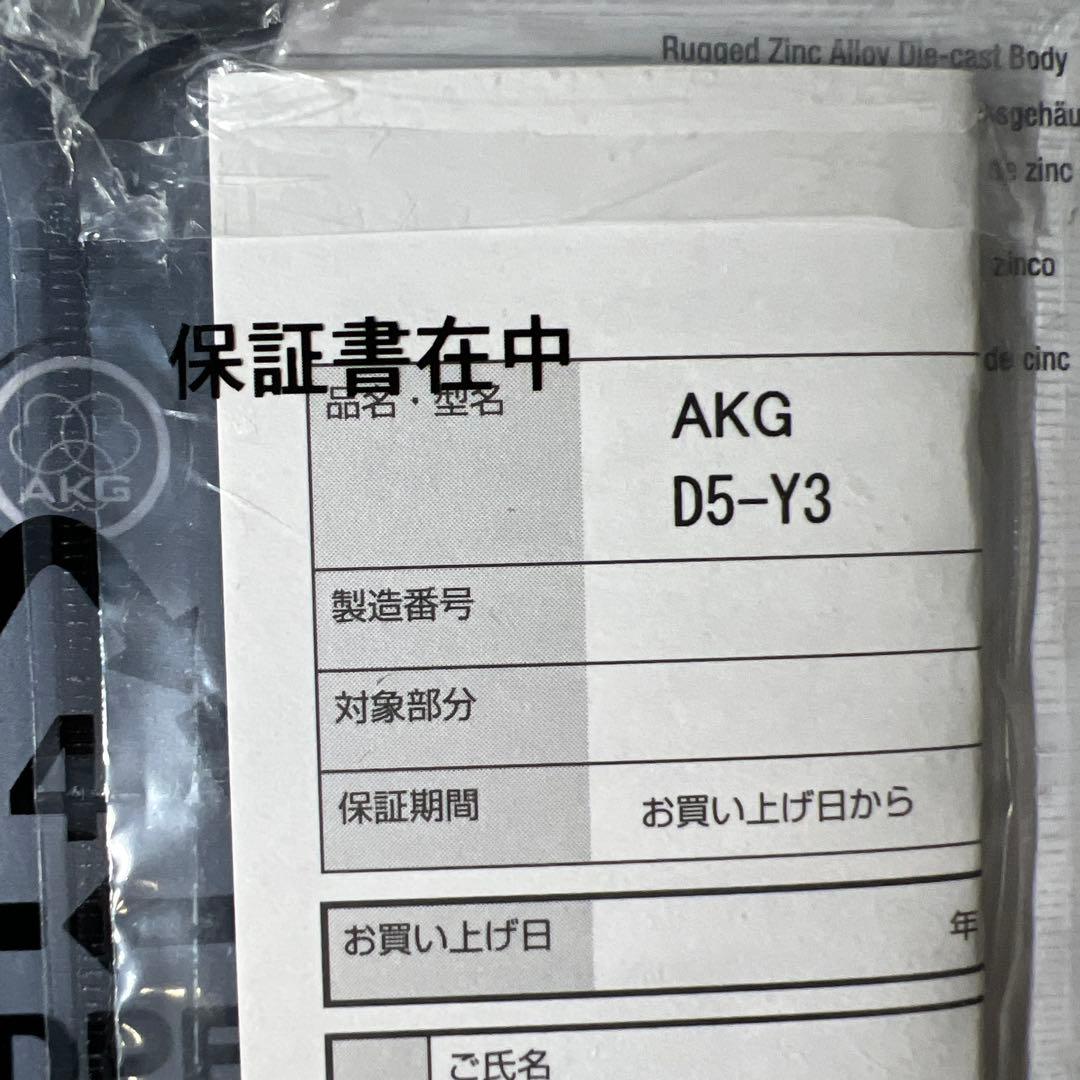 Rugged Zinc Alloy Die-cast Body
sgehäu
de zinc
zinco
de cinc
保証書在中
品名・型名
AKG
D5-Y3
AKG
製造番号
対象部分
保証期間
お買い上げ日から
お買い上げ日
年
ご氏名